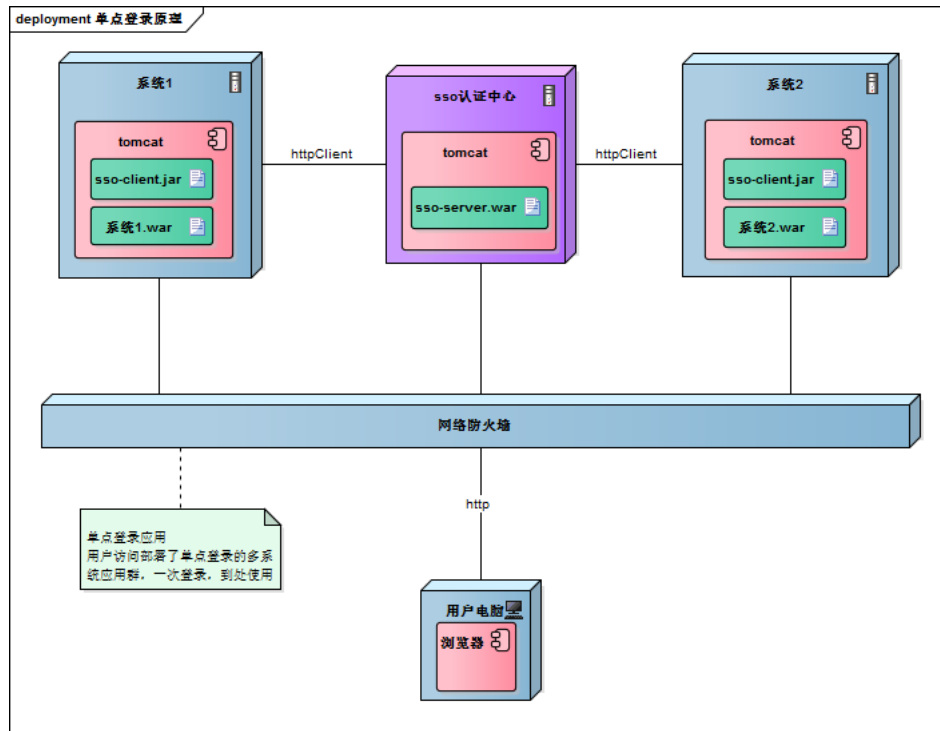 deployment 单点登录原理
系统1
sso认证中心
系统2
tomcat
tomcat
tomcat
httpClient
httpClient
sso-client.jar
sso-server.war
sso-client.jar
系统1.war
系统2.war
网络防火墙
http
单点登录应用
用户访问部署了单点登录的多系
统应用群，一次登录，到处使用
用户电脑
浏览器